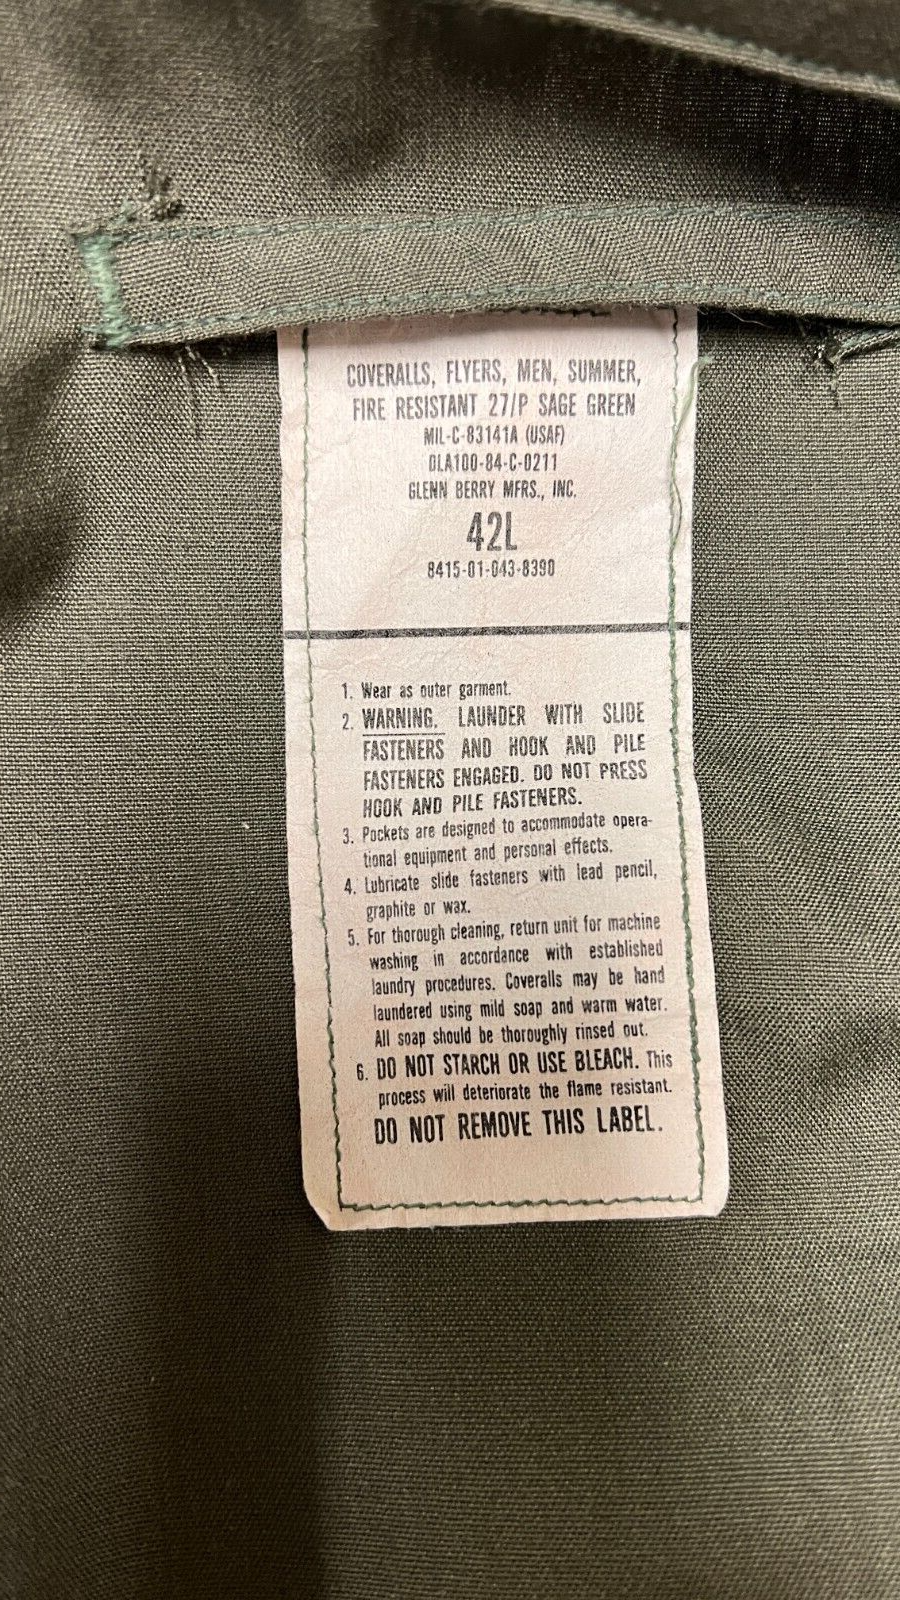 COVERALLS, FLYERS, MEN, SUMMER,
FIRE RESISTANT 27/P SAGE GREEN
MIL-C-83141A (USAF)
DLA100-84-C-0211
GLENN BERRY MFRS., INC.
42L
8415-01-043-8390
1. Wear as outer garment.
2. WARNING. LAUNDER WITH SLIDE
FASTENERS AND HOOK AND PILE
FASTENERS ENGAGED. DO NOT PRESS
HOOK AND PILE FASTENERS.
3. Pockets are designed to accommodate opera-
tional equipment and personal effects.
4. Lubricate slide fasteners with lead pencil,
graphite or wax.
5. For thorough cleaning, return unit for machine
washing in accordance with established
laundry procedures. Coveralls may be hand
laundered using mild soap and warm water.
All soap should be thoroughly rinsed out.
6. DO NOT STARCH OR USE BLEACH. This
process will deteriorate the flame resistant.
DO NOT REMOVE THIS LABEL.